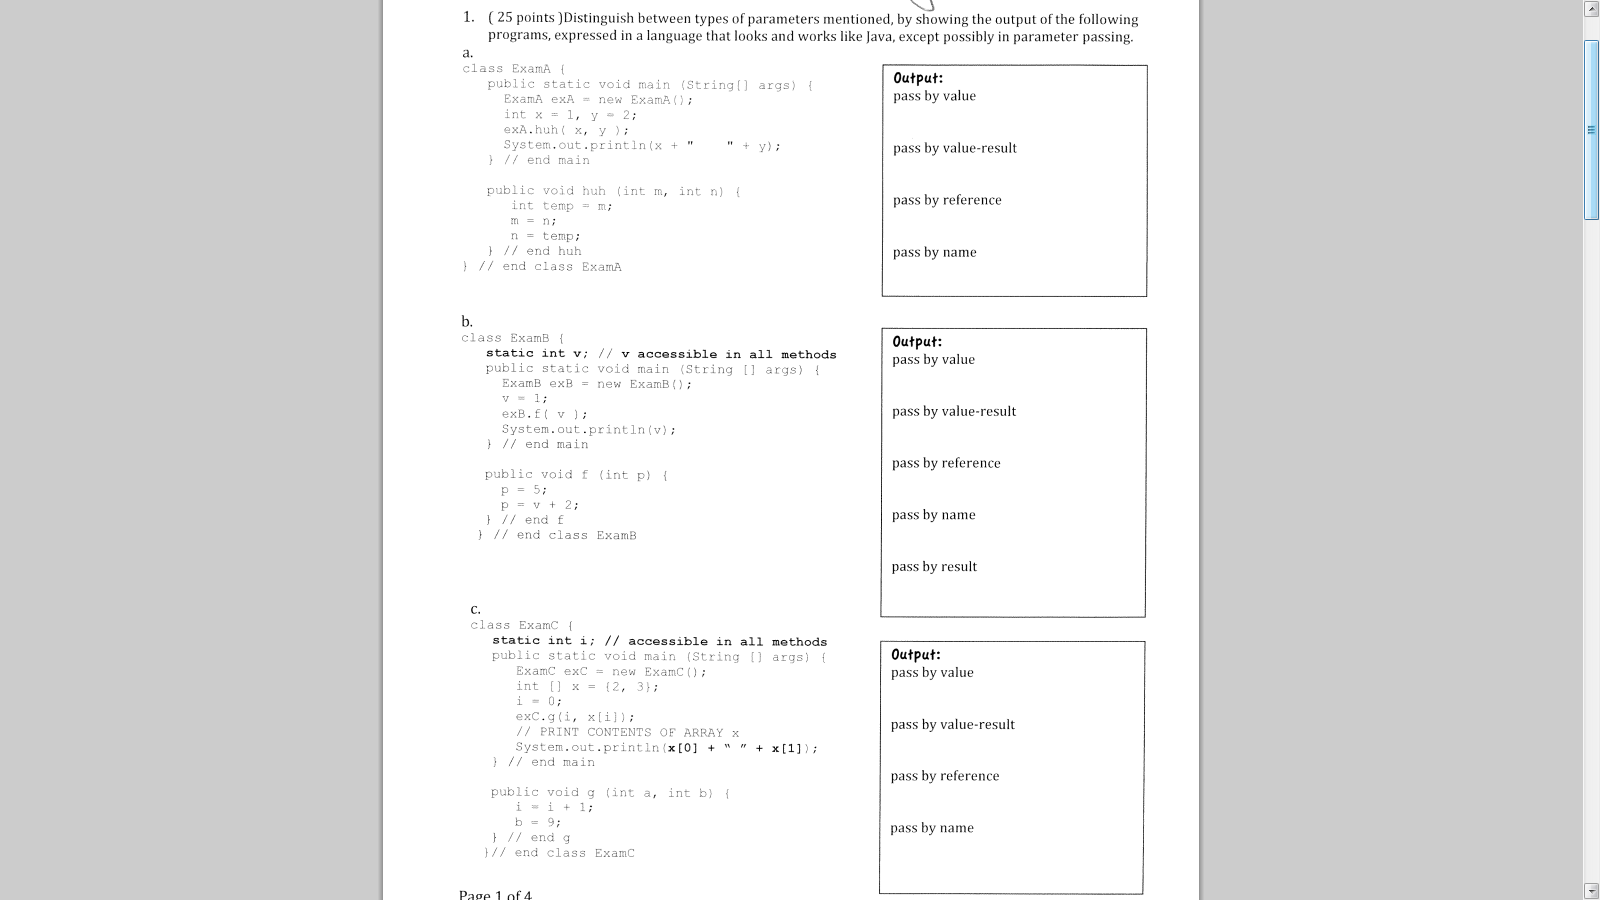 1. ( 25 points )Distinguish between types of parameters mentioned, by showing the output of the following
programs, expressed in a language that looks and works like Java, except possibly in parameter passing.
a.
class ExamA {
public static void main (String[] args) {
ExamA exA = new ExamA();
int x = 1, y = 2;
exA.huh( x, y );
System.out.println(x + "    " + y);
} // end main
public void huh (int m, int n) {
int temp = m;
m = n;
n = temp;
} // end huh
} // end class ExamA
Output:
pass by value
pass by value-result
pass by reference
pass by name
b.
class ExamB {
static int v; // v accessible in all methods
public static void main (String [] args) {
ExamB exB = new ExamB();
v = 1;
exB.f( v );
System.out.println(v);
} // end main
public void f (int p) {
p = 5;
p = v + 2;
} // end f
} // end class ExamB
Output:
pass by value
pass by value-result
pass by reference
pass by name
pass by result
c.
class ExamC {
static int i; // accessible in all methods
public static void main (String [] args) {
ExamC exC = new ExamC();
int [] x = {2, 3};
i = 0;
exC.g(i, x[i]);
// PRINT CONTENTS OF ARRAY x
System.out.println(x[0] + “ ” + x[1]);
} // end main
public void g (int a, int b) {
i = i + 1;
b = 9;
} // end g
}// end class ExamC
Output:
pass by value
pass by value-result
pass by reference
pass by name
Page 1 of 4